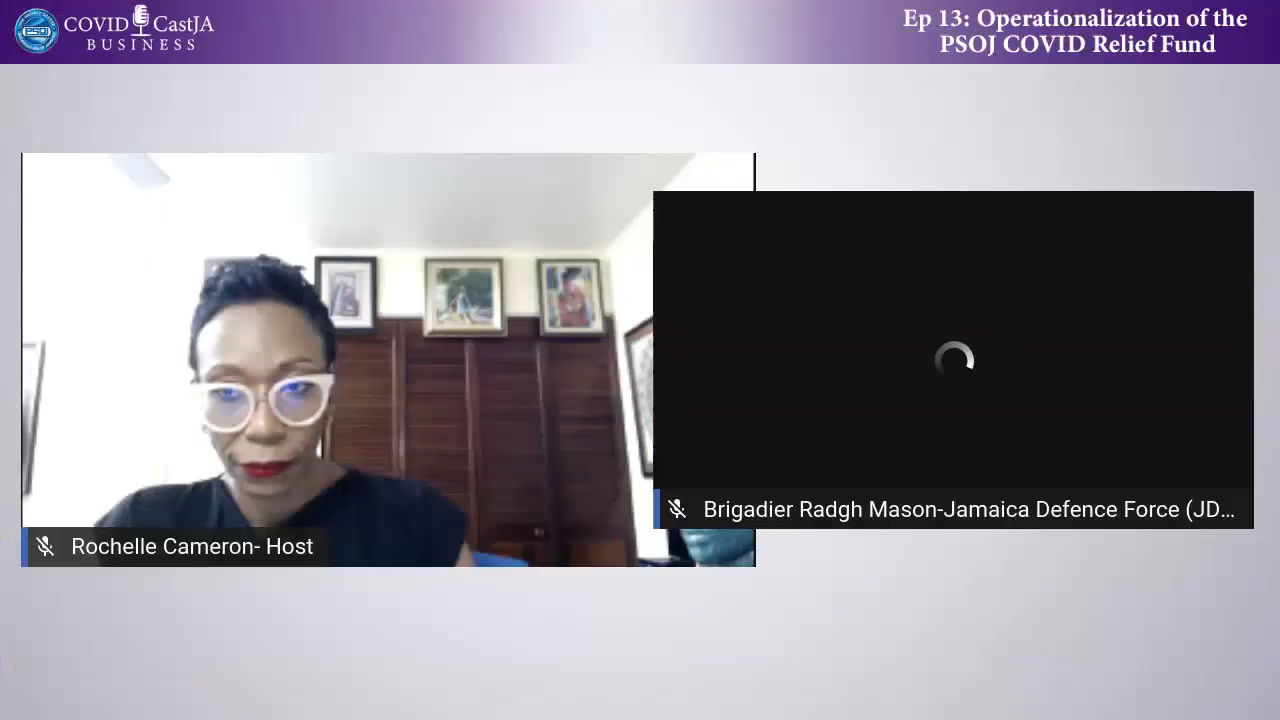 PSOJ
COVID CastJA
BUSINESS
Ep 13: Operationalization of the
PSOJ COVID Relief Fund
Rochelle Cameron- Host
Brigadier Radgh Mason-Jamaica Defence Force (JD...